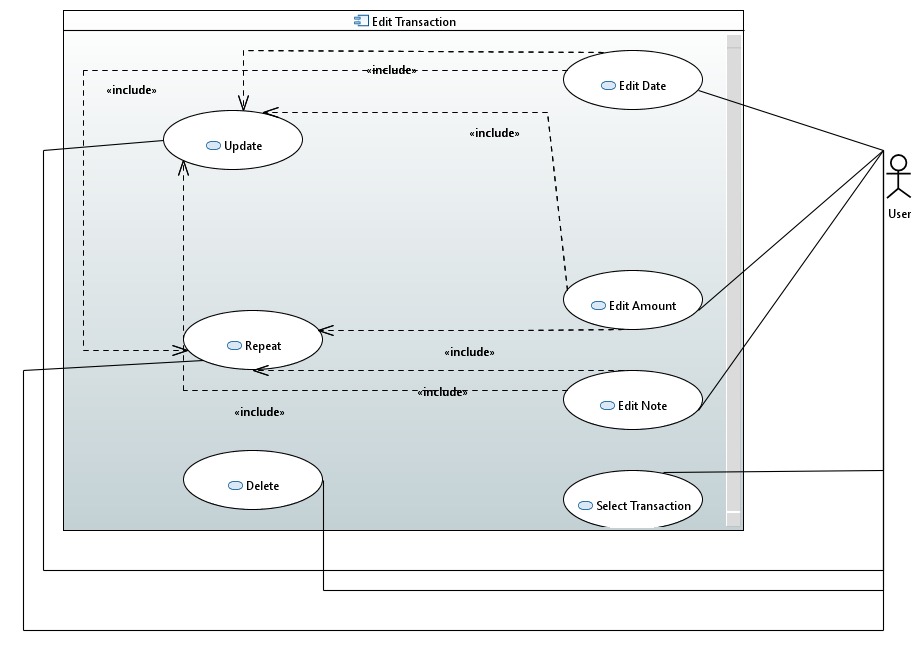 Edit Transaction
«include»
Edit Date
«include»
«include»
Update
User
Edit Amount
Repeat
«include»
«include»
Edit Note
«include»
Delete
Select Transaction